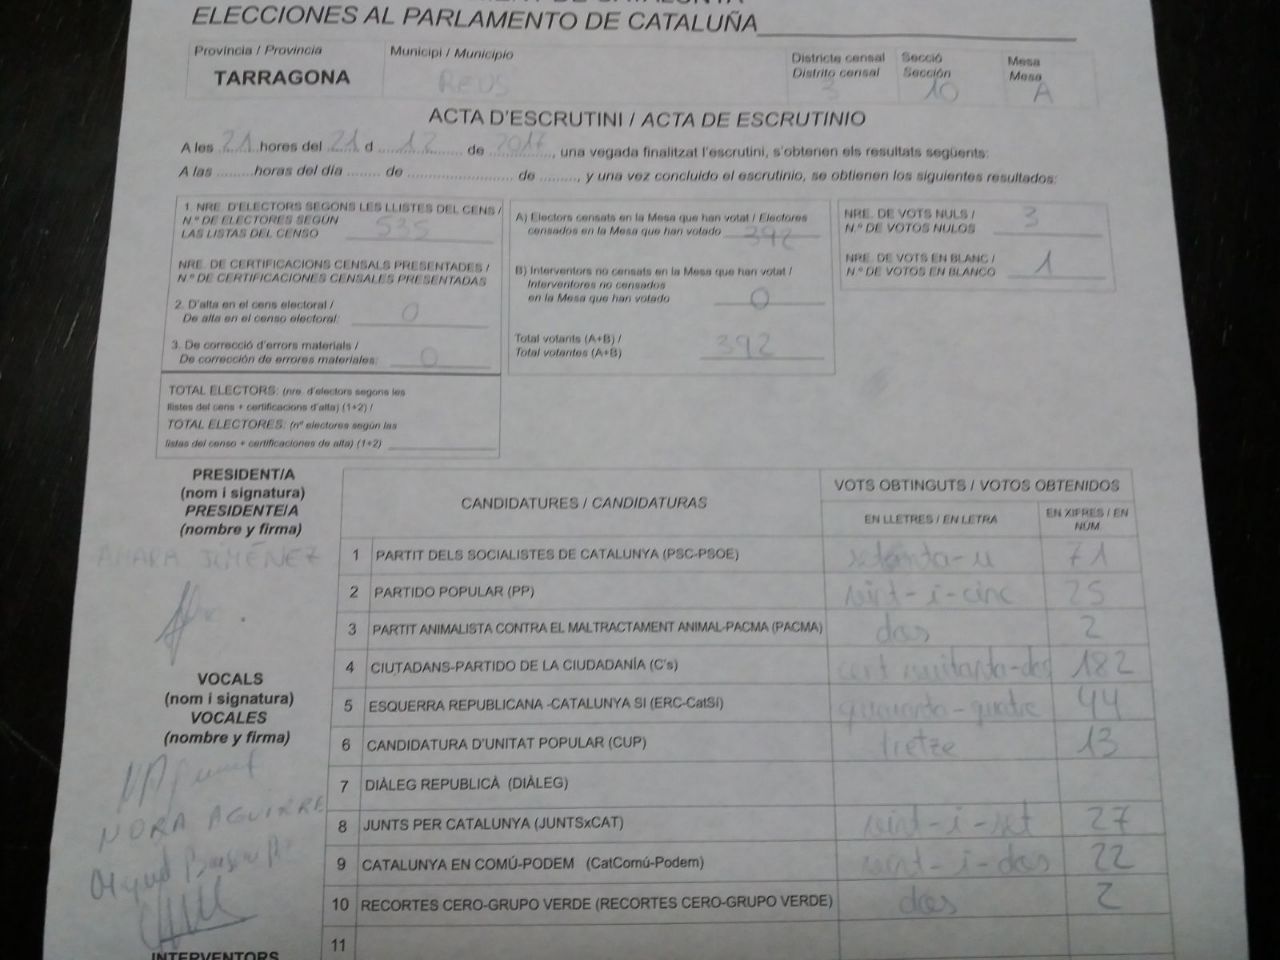 ELECCIONES AL PARLAMENTO DE CATALUÑA
Provincia / Provincia
TARRAGONA
Municipi / Municipio
REUS
Districte censal
Distrito censal
3
Secció
Sección
10
Mesa
Mesa
A
ACTA D'ESCRUTINI / ACTA DE ESCRUTINIO
A les 21 hores del 21 d 12 de 2017, una vegada finalitzat l'escrutini, s'obtenen els resultats següents:
A las .........horas del día ........ de ........................ de ........., y una vez concluido el escrutinio, se obtienen los siguientes resultados:
1. NRE. D'ELECTORS SEGONS LES LLISTES DEL CENS /
N.º DE ELECTORES SEGÚN
LAS LISTAS DEL CENSO 535
NRE. DE CERTIFICACIONS CENSALS PRESENTADES /
N.º DE CERTIFICACIONES CENSALES PRESENTADAS
2. D'alta en el cens electoral /
De alta en el censo electoral: 0
3. De correcció d'errors materials /
De corrección de errores materiales: 0
TOTAL ELECTORS: (nre. d'electors segons les
llistes del cens + certificacions d'alta) (1+2) /
TOTAL ELECTORES: (nº electores según las
listas del censo + certificaciones de alta) (1+2)
A) Electors censats en la Mesa que han votat / Electores
censados en la Mesa que han votado 392
B) Interventors no censats en la Mesa que han votat /
Interventores no censados
en la Mesa que han votado 0
Total votants (A+B) /
Total votantes (A+B) 392
NRE. DE VOTS NULS /
N.º DE VOTOS NULOS 3
NRE. DE VOTS EN BLANC /
N.º DE VOTOS EN BLANCO 1
PRESIDENT/A
(nom i signatura)
PRESIDENTE/A
(nombre y firma)
JIMÉNEZ
VOCALS
(nom i signatura)
VOCALES
(nombre y firma)
NORA AGUIRRE
INTERVENTORS
CANDIDATURES / CANDIDATURAS
VOTS OBTINGUTS / VOTOS OBTENIDOS
EN LLETRES / EN LETRA
EN XIFRES / EN NÚM.
1 PARTIT DELS SOCIALISTES DE CATALUNYA (PSC-PSOE) setanta-u 71
2 PARTIDO POPULAR (PP) vint-i-cinc 25
3 PARTIT ANIMALISTA CONTRA EL MALTRACTAMENT ANIMAL-PACMA (PACMA) dos 2
4 CIUTADANS-PARTIDO DE LA CIUDADANÍA (C's) cent vuitanta-dos 182
5 ESQUERRA REPUBLICANA -CATALUNYA SÍ (ERC-CatSí) quaranta-quatre 44
6 CANDIDATURA D'UNITAT POPULAR (CUP) tretze 13
7 DIÀLEG REPUBLICÀ (DIÀLEG)
8 JUNTS PER CATALUNYA (JUNTSxCAT) vint-i-set 27
9 CATALUNYA EN COMÚ-PODEM (CatComú-Podem) vint-i-dos 22
10 RECORTES CERO-GRUPO VERDE (RECORTES CERO-GRUPO VERDE) dos 2
11